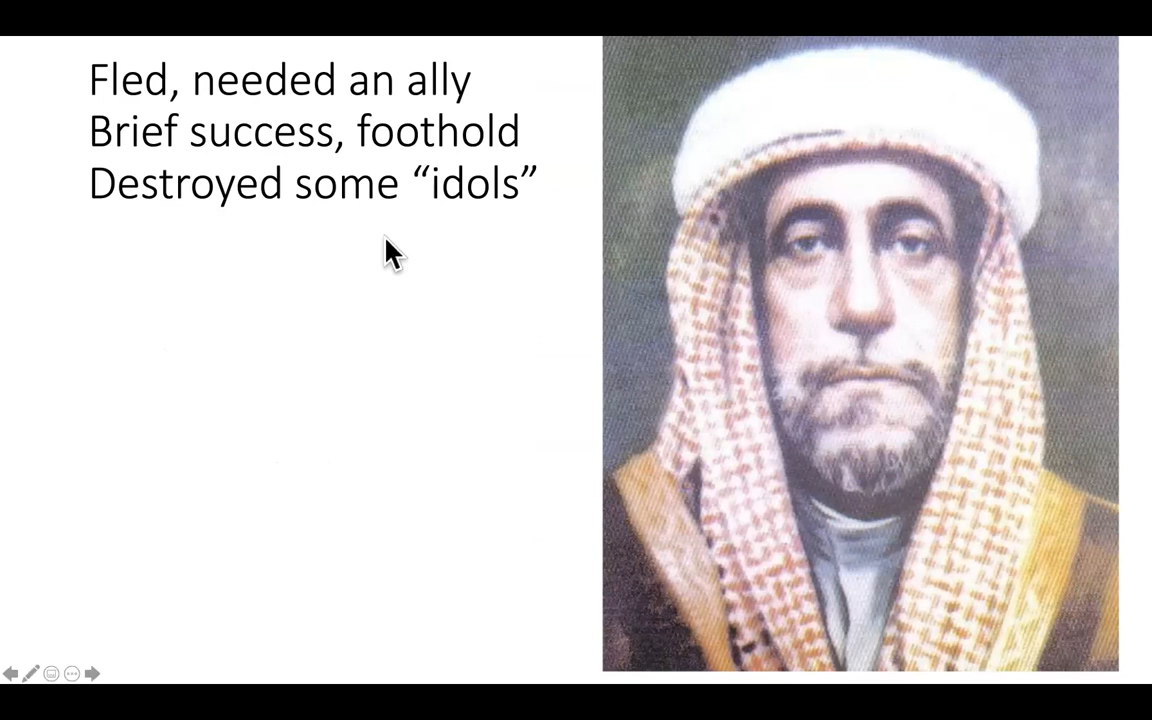 Fled, needed an ally
Brief success, foothold
Destroyed some “idols”